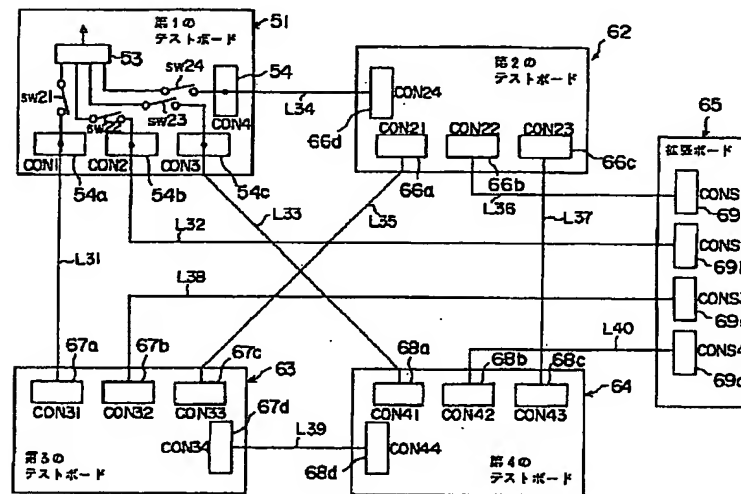 第1の
テストボード
51
53
sw21
sw22
sw23
sw24
54
CON4
CON1
CON2
CON3
54a
54b
54c
L34
第2の
テストボード
62
CON24
66d
CON21
CON22
CON23
66a
66b
66c
65
拡張ボード
L31
L32
L33
L35
L36
L37
L38
L40
67a
67b
67c
63
CON31
CON32
CON33
67d
CON34
第3の
テストボード
L39
68a
68b
68c
64
CON41
CON42
CON43
CON44
68d
第4の
テストボード